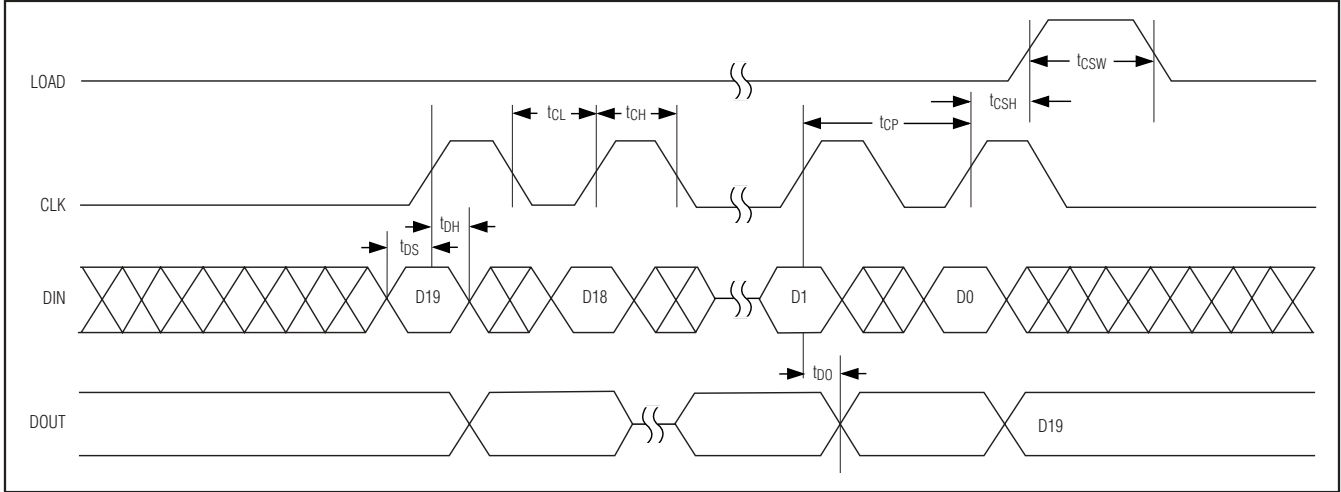 LOAD
tCSW
tCSH
tCL
tCH
tCP
CLK
tDH
tDS
DIN
D19
D18
D1
D0
tDO
DOUT
D19